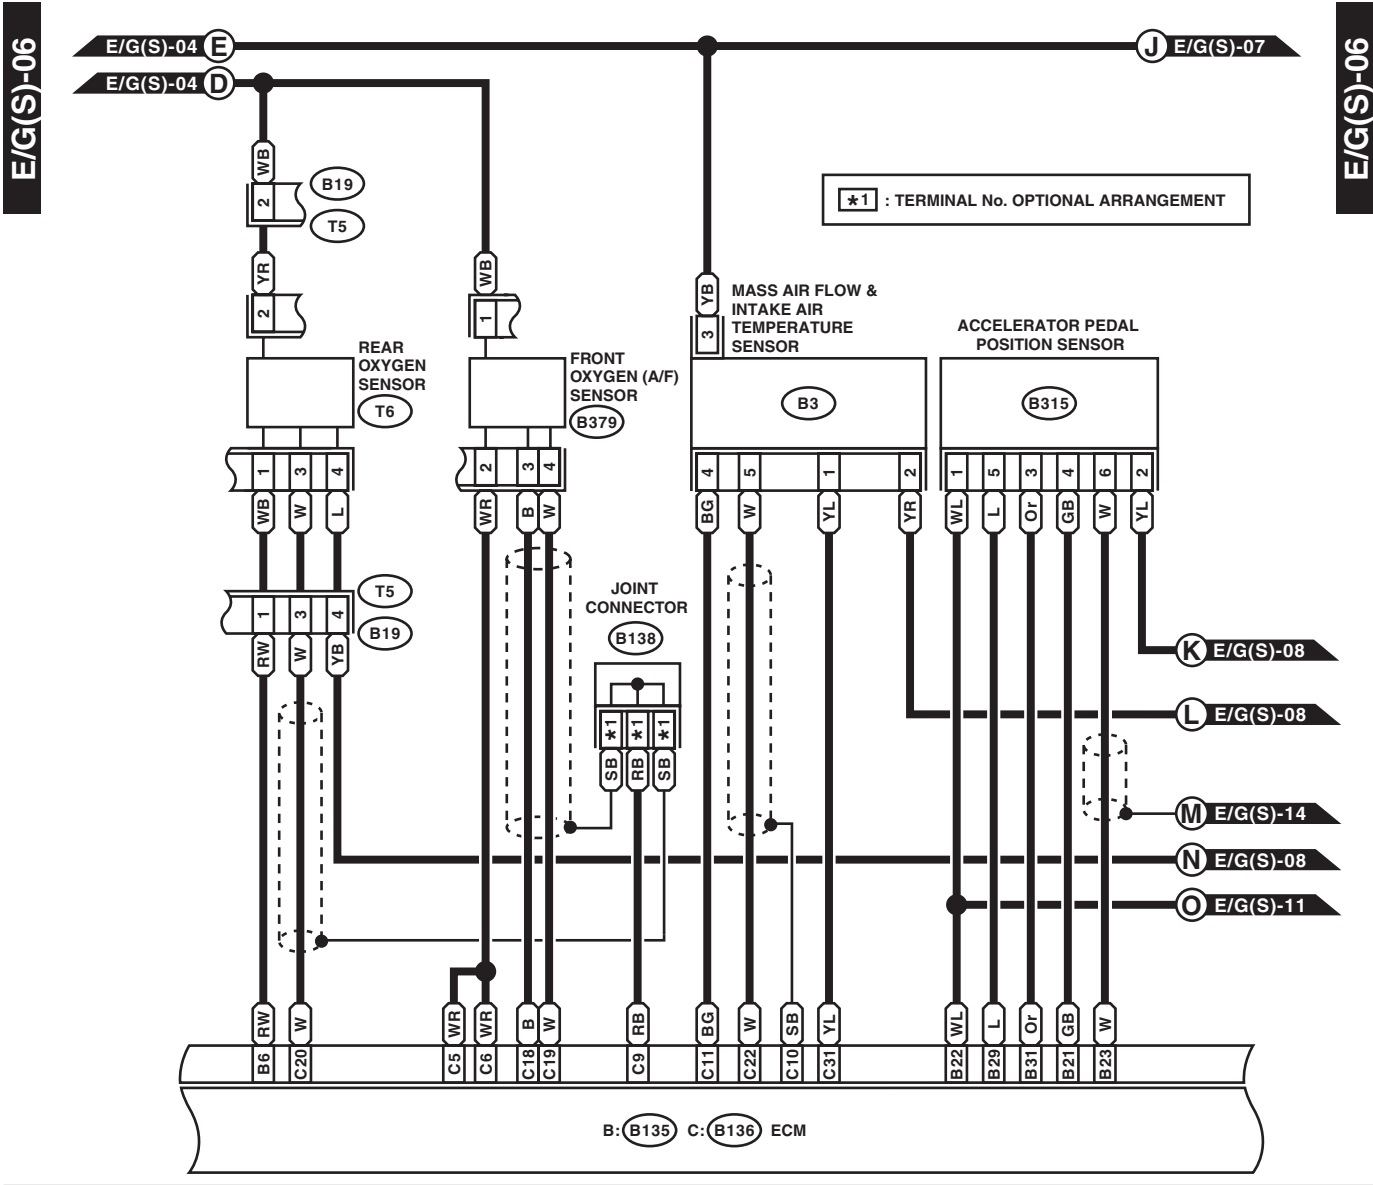 E/G(S)-06
E/G(S)-06
E/G(S)-04 E
J E/G(S)-07
E/G(S)-04 D
WB
2
B19
T5
YR
2
WB
1
YB
3
*1 : TERMINAL No. OPTIONAL ARRANGEMENT
MASS AIR FLOW &
INTAKE AIR
TEMPERATURE
SENSOR
ACCELERATOR PEDAL
POSITION SENSOR
REAR
OXYGEN
SENSOR
T6
FRONT
OXYGEN (A/F)
SENSOR
B379
B3
B315
1 3 4
2 3 4
4 5 1 2
1 5 3 4 6 2
WB W L
WR B W
BG W YL YR
WL L Or GB W YL
T5
1 3 4
B19
RW W YB
JOINT
CONNECTOR
B138
*1 *1 *1
SB RB SB
K E/G(S)-08
L E/G(S)-08
M E/G(S)-14
N E/G(S)-08
O E/G(S)-11
RW W WR WR B W RB BG W SB YL WL L Or GB W
B6 C20 C5 C6 C18 C19 C9 C11 C22 C10 C31 B22 B29 B31 B21 B23
B: B135 C: B136 ECM